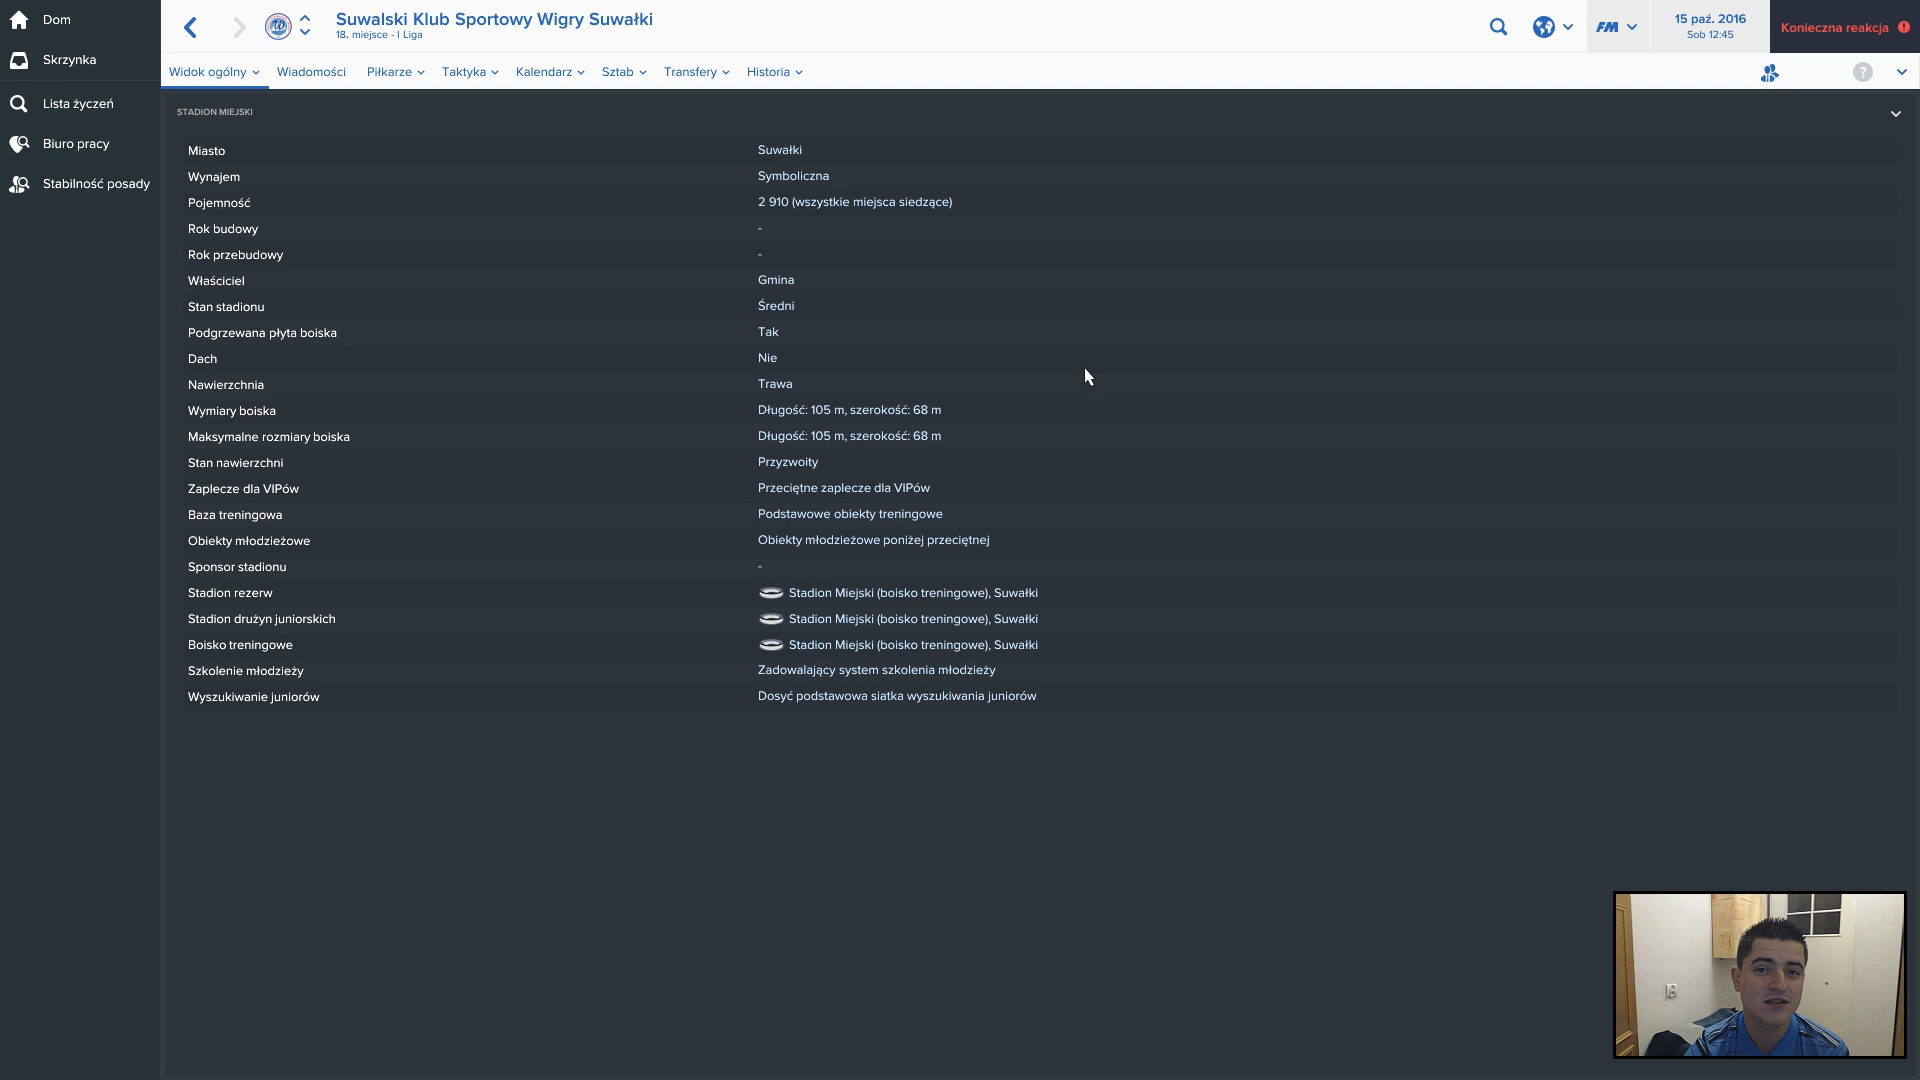 Dom
Skrzynka
Lista życzeń
Biuro pracy
Stabilność posady
Suwalski Klub Sportowy Wigry Suwałki
18. miejsce - I Liga
FM
15 paź. 2016
Sob 12:45
Konieczna reakcja
Widok ogólny
Wiadomości
Piłkarze
Taktyka
Kalendarz
Sztab
Transfery
Historia
?
STADION MIEJSKI
Miasto Suwałki
Wynajem Symboliczna
Pojemność 2 910 (wszystkie miejsca siedzące)
Rok budowy -
Rok przebudowy -
Właściciel Gmina
Stan stadionu Średni
Podgrzewana płyta boiska Tak
Dach Nie
Nawierzchnia Trawa
Wymiary boiska Długość: 105 m, szerokość: 68 m
Maksymalne rozmiary boiska Długość: 105 m, szerokość: 68 m
Stan nawierzchni Przyzwoity
Zaplecze dla VIPów Przeciętne zaplecze dla VIPów
Baza treningowa Podstawowe obiekty treningowe
Obiekty młodzieżowe Obiekty młodzieżowe poniżej przeciętnej
Sponsor stadionu -
Stadion rezerw Stadion Miejski (boisko treningowe), Suwałki
Stadion drużyn juniorskich Stadion Miejski (boisko treningowe), Suwałki
Boisko treningowe Stadion Miejski (boisko treningowe), Suwałki
Szkolenie młodzieży Zadowalający system szkolenia młodzieży
Wyszukiwanie juniorów Dosyć podstawowa siatka wyszukiwania juniorów